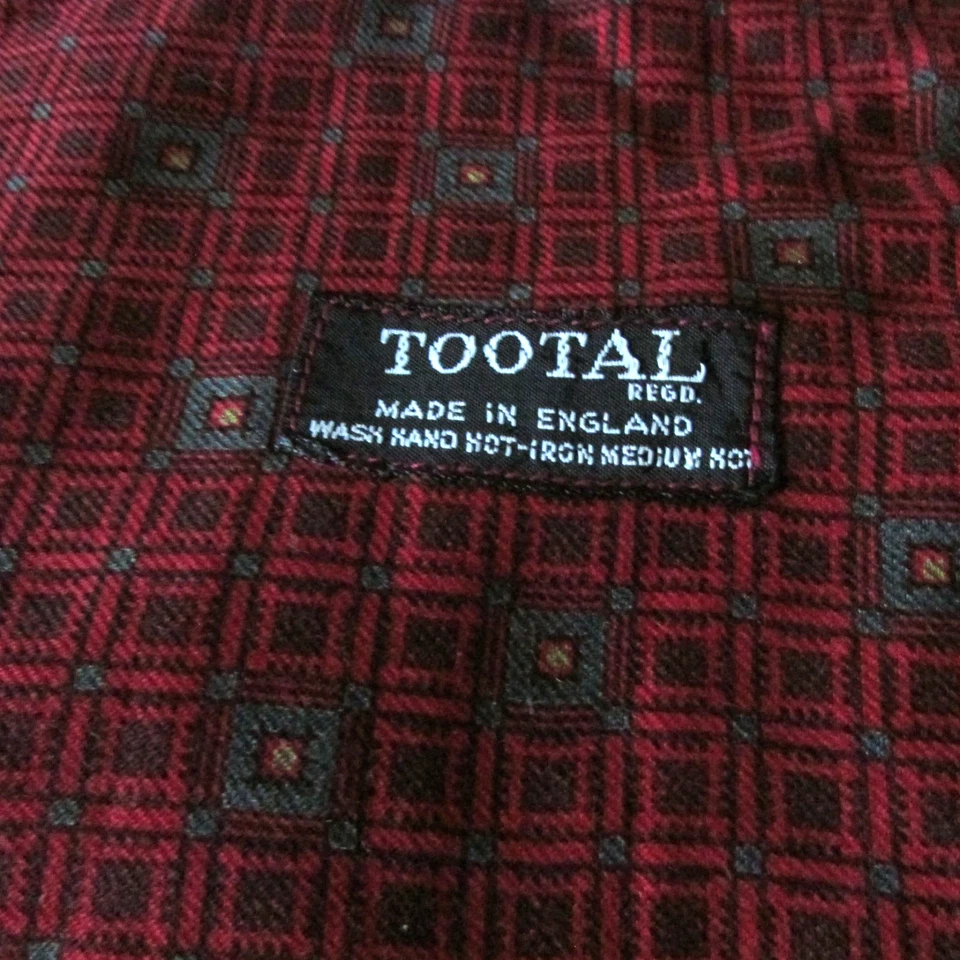 TOOTAL
REGD.
MADE iN ENGLAND
WASH HAND HOT-IRON MEDIUM HOT